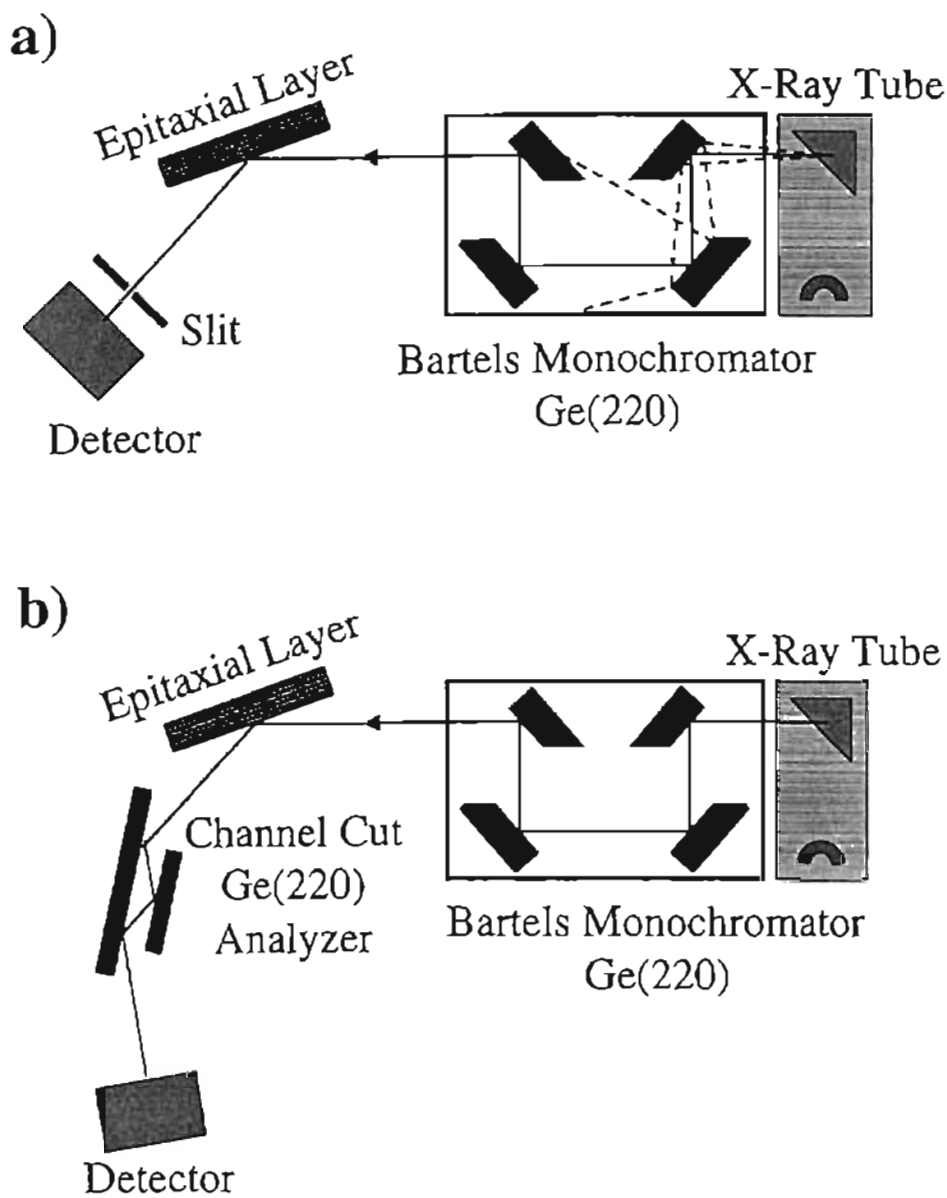 a)
Epitaxial Layer
X-Ray Tube
Slit
Bartels Monochromator
Ge(220)
Detector
b)
Epitaxial Layer
X-Ray Tube
Channel Cut
Ge(220)
Analyzer
Bartels Monochromator
Ge(220)
Detector